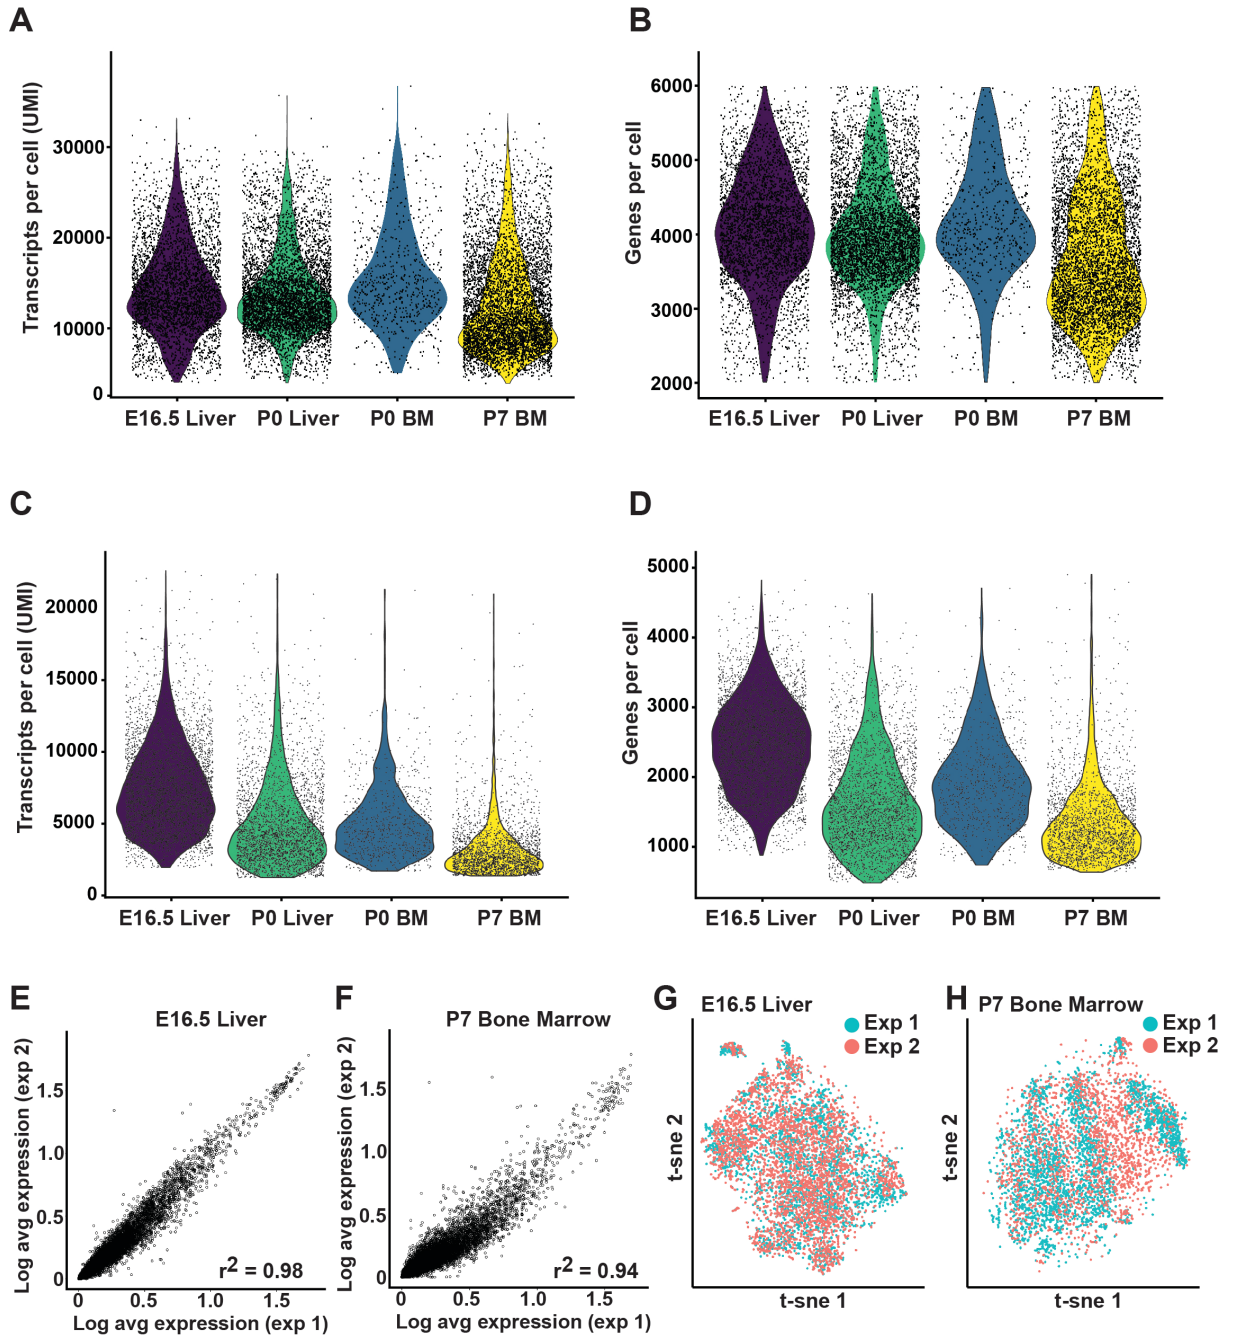 A
Transcripts per cell (UMI)
30000
20000
10000
0
E16.5 Liver P0 Liver P0 BM P7 BM
B
Genes per cell
6000
5000
4000
3000
2000
E16.5 Liver P0 Liver P0 BM P7 BM
C
Transcripts per cell (UMI)
20000
15000
10000
5000
0
E16.5 Liver P0 Liver P0 BM P7 BM
D
Genes per cell
5000
4000
3000
2000
1000
E16.5 Liver P0 Liver P0 BM P7 BM
E
E16.5 Liver
Log avg expression (exp 2)
1.5
1.0
0.5
0
r2 = 0.98
0 0.5 1.0 1.5
Log avg expression (exp 1)
F
P7 Bone Marrow
Log avg expression (exp 2)
1.5
1.0
0.5
0
r2 = 0.94
0 0.5 1.0 1.5
Log avg expression (exp 1)
G
E16.5 Liver
Exp 1
Exp 2
t-sne 2
t-sne 1
H
P7 Bone Marrow
Exp 1
Exp 2
t-sne 2
t-sne 1